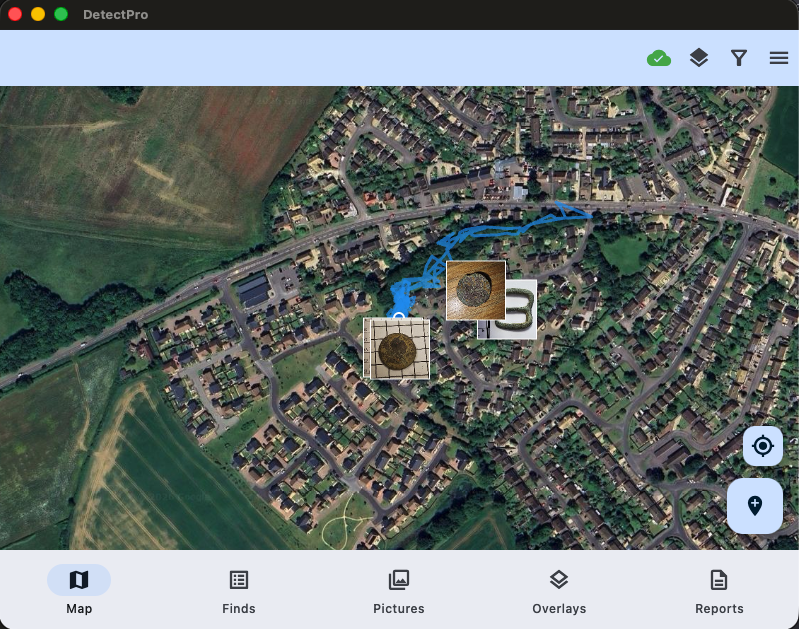 DetectPro
Map
Finds
Pictures
Overlays
Reports